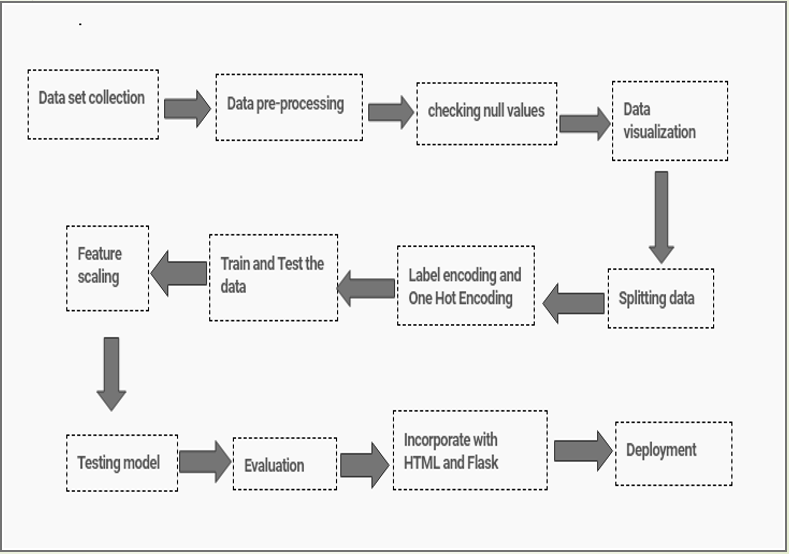 Data set collection
Data pre-processing
checking null values
Data
visualization
Splitting data
Label encoding and
One Hot Encoding
Train and Test the
data
Feature
scaling
Testing model
Evaluation
Incorporate with
HTML and Flask
Deployment